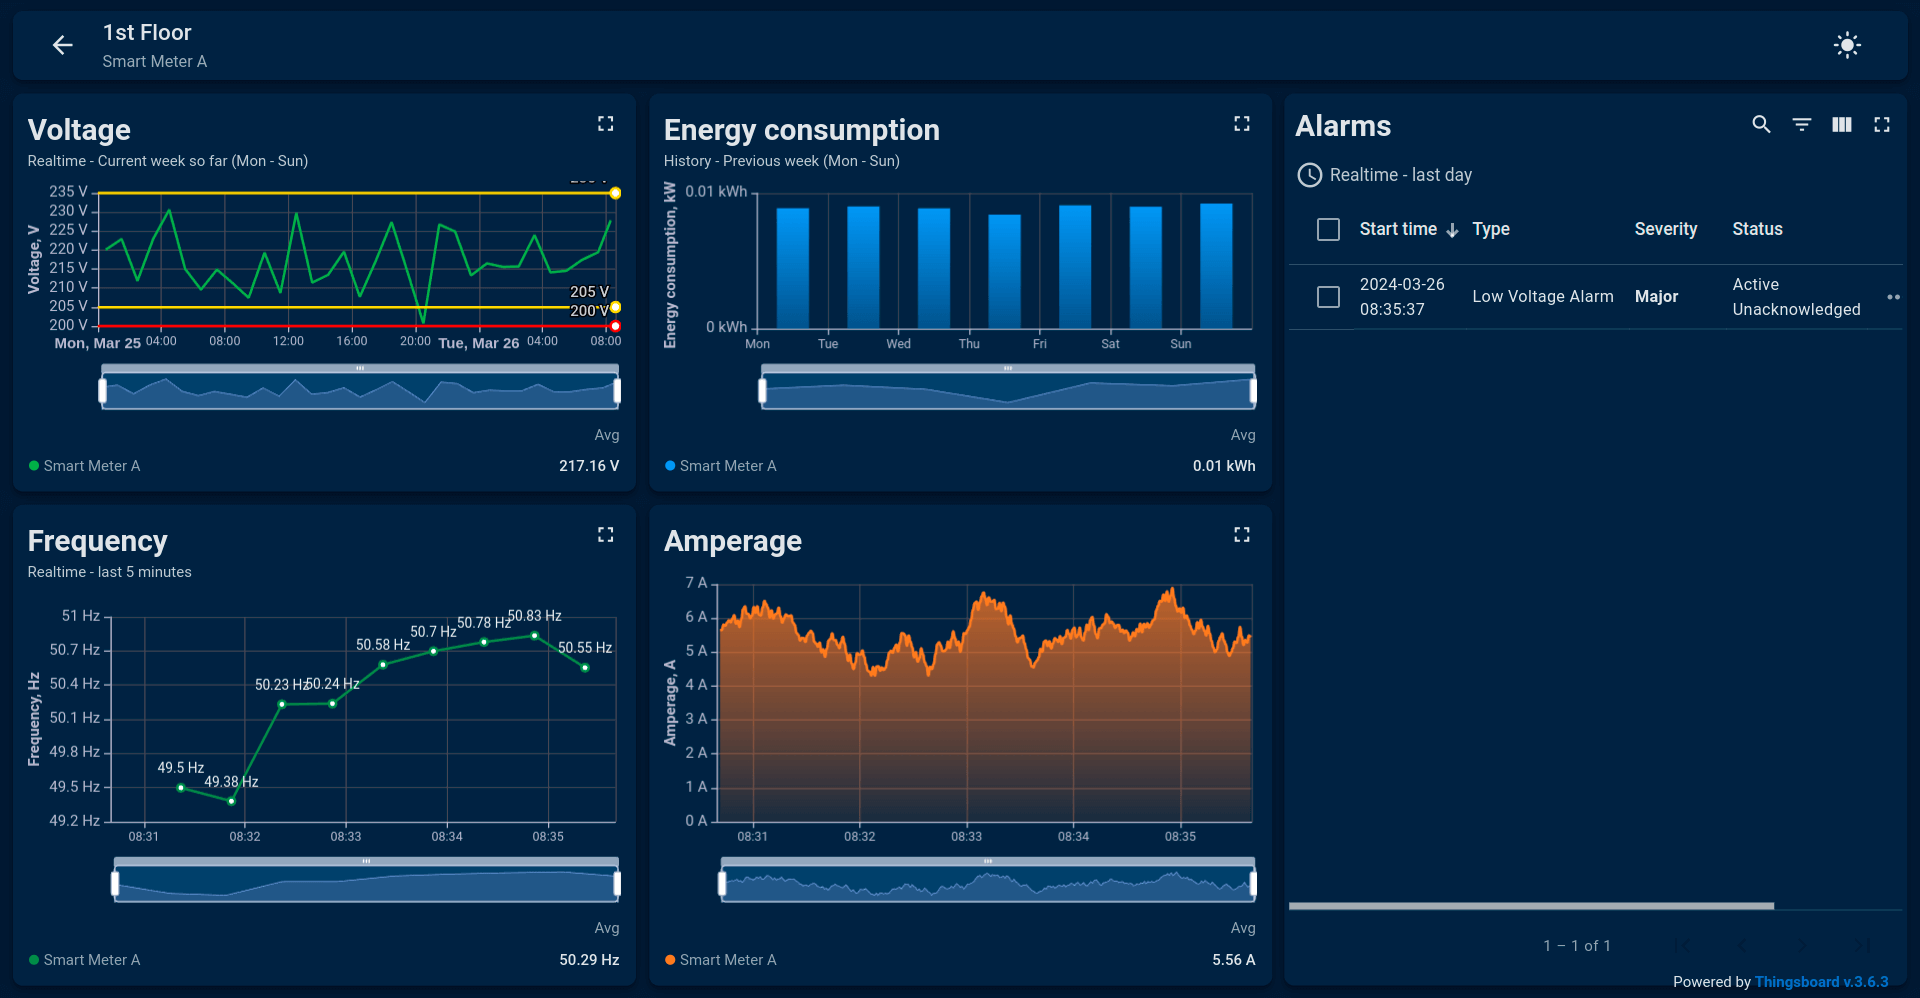 1st Floor
Smart Meter A
Voltage
Realtime - Current week so far (Mon - Sun)
Voltage, V
235 V
230 V
225 V
220 V
215 V
210 V
205 V
200 V
205 V
200 V
Mon, Mar 25 04:00 08:00 12:00 16:00 20:00 Tue, Mar 26 04:00 08:00
Avg
Smart Meter A 217.16 V
Energy consumption
History - Previous week (Mon - Sun)
Energy consumption, kW
0.01 kWh
0 kWh
Mon Tue Wed Thu Fri Sat Sun
Avg
Smart Meter A 0.01 kWh
Alarms
Realtime - last day
Start time Type Severity Status
2024-03-26 08:35:37 Low Voltage Alarm Major Active Unacknowledged
1 – 1 of 1
Frequency
Realtime - last 5 minutes
Frequency, Hz
51 Hz
50.7 Hz
50.4 Hz
50.1 Hz
49.8 Hz
49.5 Hz
49.2 Hz
49.5 Hz
49.38 Hz
50.23 Hz
50.24 Hz
50.58 Hz
50.7 Hz
50.78 Hz
50.83 Hz
50.55 Hz
08:31 08:32 08:33 08:34 08:35
Avg
Smart Meter A 50.29 Hz
Amperage
Amperage, A
7 A
6 A
5 A
4 A
3 A
2 A
1 A
0 A
08:31 08:32 08:33 08:34 08:35
Avg
Smart Meter A 5.56 A
Powered by Thingsboard v.3.6.3